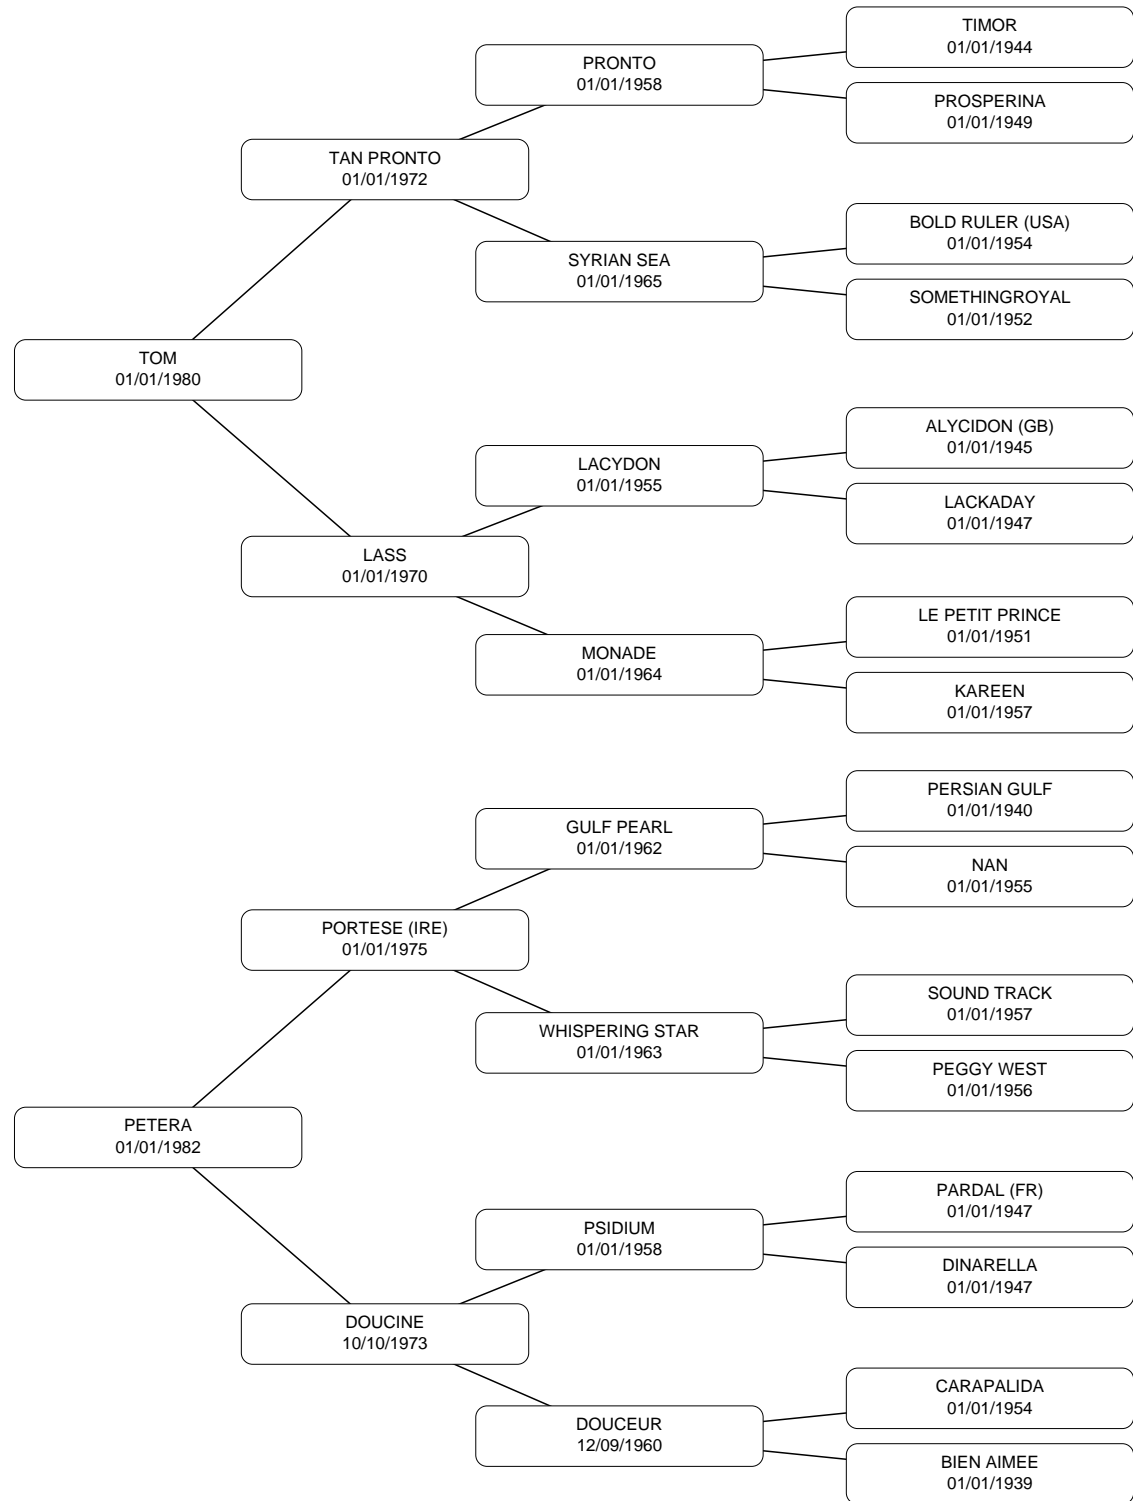 TIMOR
01/01/1944
PRONTO
01/01/1958
PROSPERINA
01/01/1949
TAN PRONTO
01/01/1972
BOLD RULER (USA)
01/01/1954
SYRIAN SEA
01/01/1965
SOMETHINGROYAL
01/01/1952
TOM
01/01/1980
ALYCIDON (GB)
01/01/1945
LACYDON
01/01/1955
LACKADAY
01/01/1947
LASS
01/01/1970
LE PETIT PRINCE
01/01/1951
MONADE
01/01/1964
KAREEN
01/01/1957
PERSIAN GULF
01/01/1940
GULF PEARL
01/01/1962
NAN
01/01/1955
PORTESE (IRE)
01/01/1975
SOUND TRACK
01/01/1957
WHISPERING STAR
01/01/1963
PEGGY WEST
01/01/1956
PETERA
01/01/1982
PARDAL (FR)
01/01/1947
PSIDIUM
01/01/1958
DINARELLA
01/01/1947
DOUCINE
10/10/1973
CARAPALIDA
01/01/1954
DOUCEUR
12/09/1960
BIEN AIMEE
01/01/1939